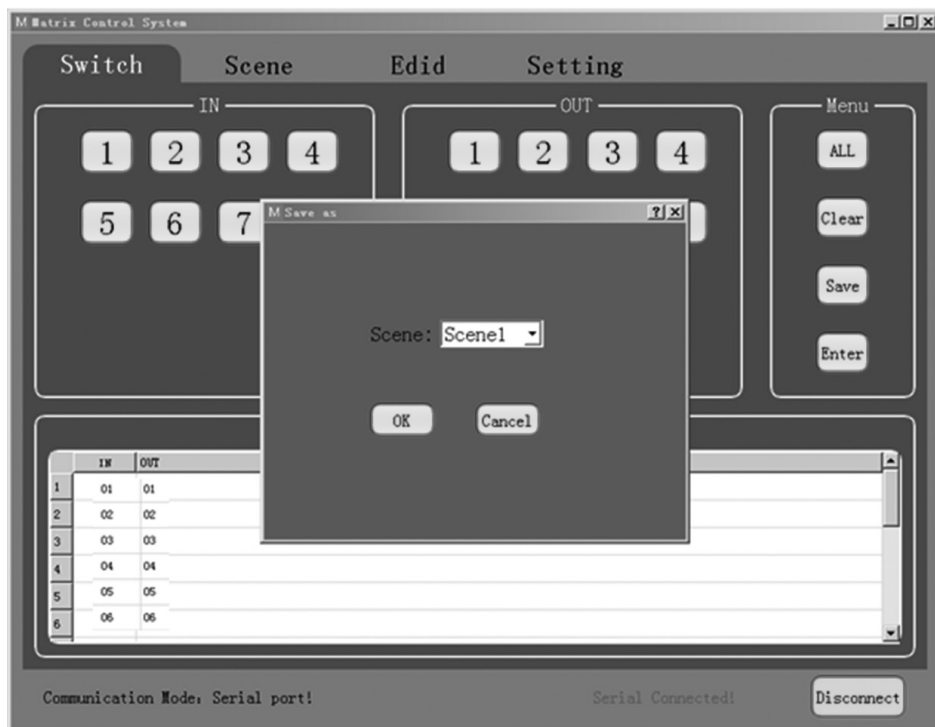 M Matrix Control System
Switch Scene Edid Setting
IN OUT Menu
1 2 3 4 1 2 3 4 ALL
5 6 7 Clear
M Save as
Save
Scene: Scene1
Enter
OK Cancel
IN OUT
1 01 01
2 02 02
3 03 03
4 04 04
5 05 05
6 06 06
Communication Mode: Serial port! Serial Connected! Disconnect